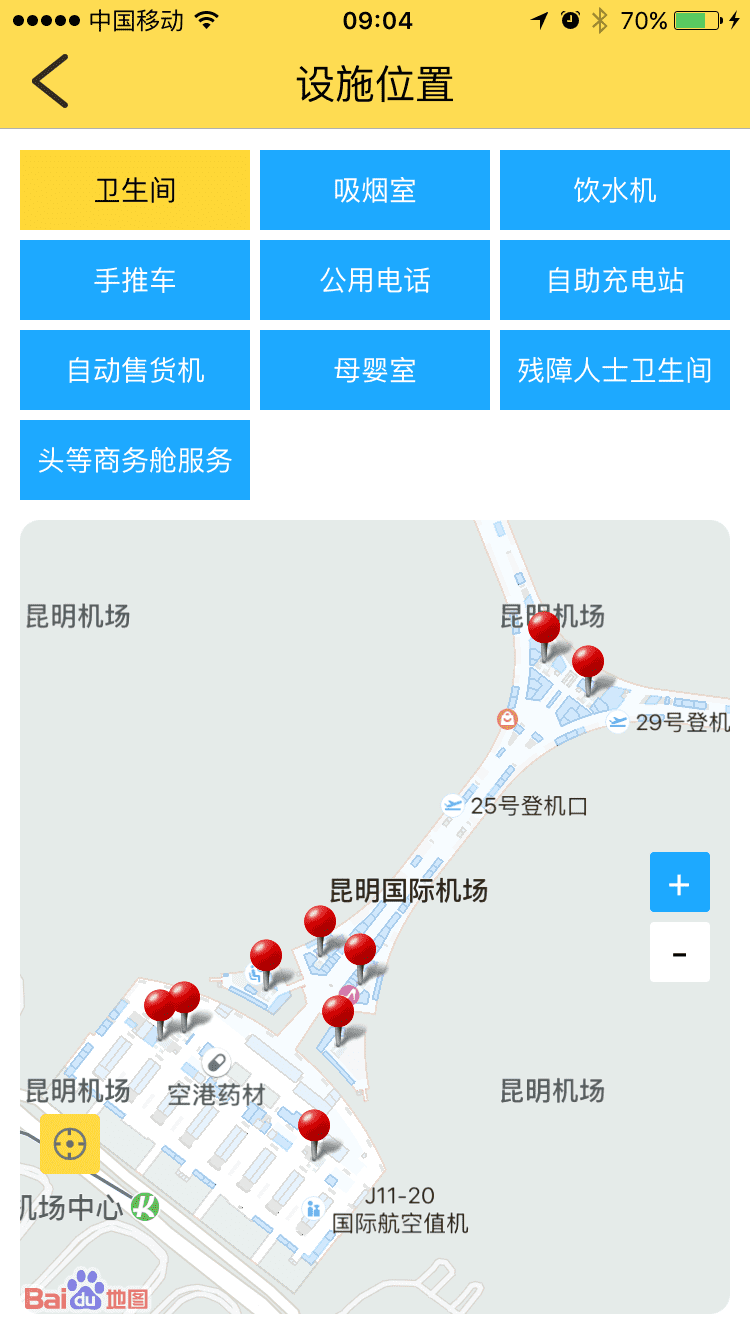 中国移动 09:04 70%
设施位置
卫生间 吸烟室 饮水机
手推车 公用电话 自助充电站
自动售货机 母婴室 残障人士卫生间
头等商务舱服务
昆明机场 昆明机场
29号登机
25号登机口
昆明国际机场
+
-
昆明机场 空港药材 昆明机场
J11-20
机场中心 国际航空值机
Bai du 地图